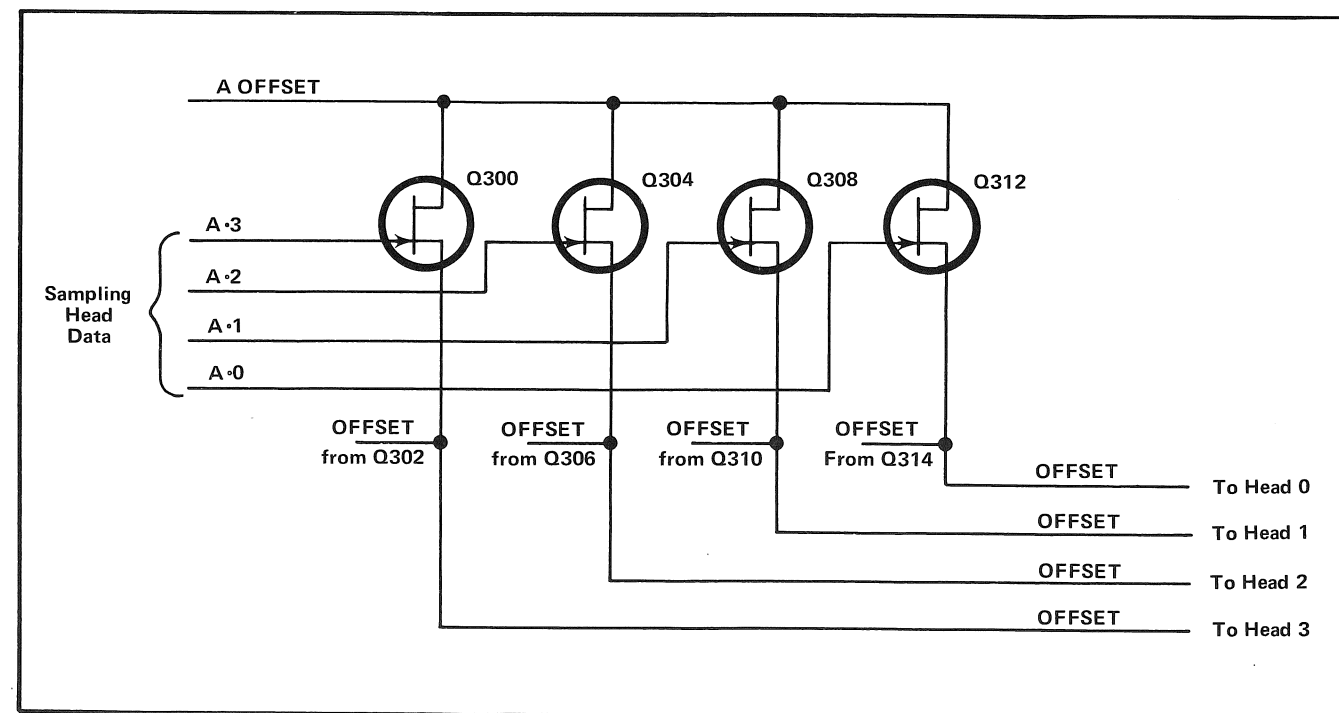 A OFFSET
Q300
Q304
Q308
Q312
A•3
A•2
A•1
A•0
Sampling
Head
Data
OFFSET
from Q302
OFFSET
from Q306
OFFSET
from Q310
OFFSET
From Q314
OFFSET
To Head 0
OFFSET
To Head 1
OFFSET
To Head 2
OFFSET
To Head 3